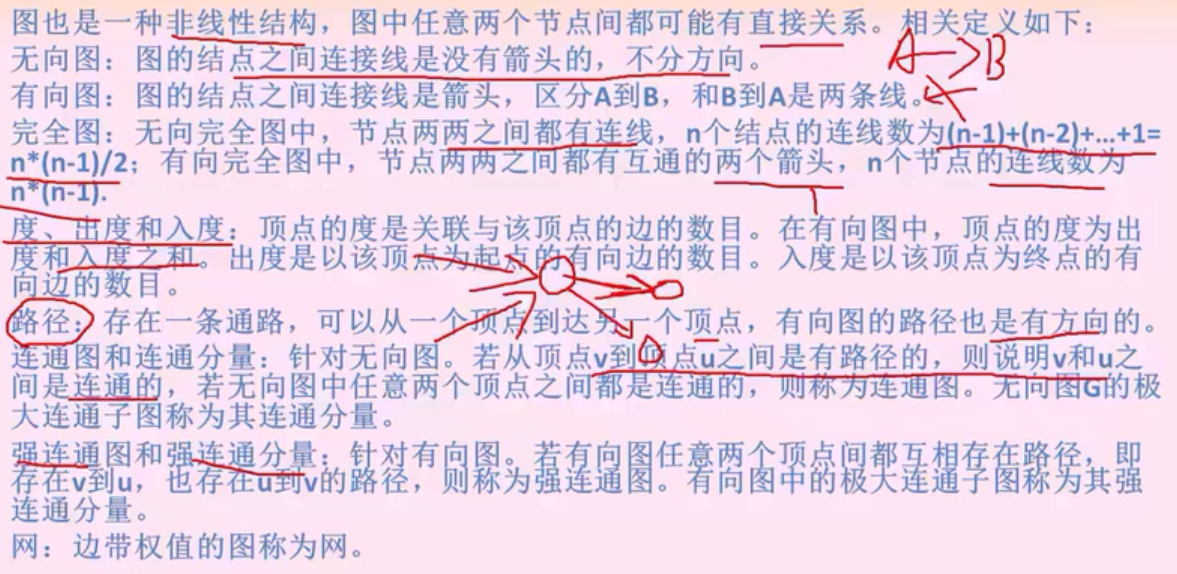 图也是一种非线性结构，图中任意两个节点间都可能有直接关系。相关定义如下：
无向图：图的结点之间连接线是没有箭头的，不分方向。
A B
有向图：图的结点之间连接线是箭头，区分A到B，和B到A是两条线。
完全图：无向完全图中，节点两两之间都有连线，n个结点的连线数为(n-1)+(n-2)+...+1=
n*(n-1)/2；有向完全图中，节点两两之间都有互通的两个箭头，n个节点的连线数为
n*(n-1).
度、出度和入度：顶点的度是关联与该顶点的边的数目。在有向图中，顶点的度为出
度和入度之和。出度是以该顶点为起点的有向边的数目。入度是以该顶点为终点的有
向边的数目。
路径：存在一条通路，可以从一个顶点到达另一个顶点，有向图的路径也是有方向的。
连通图和连通分量：针对无向图。若从顶点v到顶点u之间是有路径的，则说明v和u之
间是连通的，若无向图中任意两个顶点之间都是连通的，则称为连通图。无向图G的极
大连通子图称为其连通分量。
强连通图和强连通分量：针对有向图。若有向图任意两个顶点间都互相存在路径，即
存在v到u，也存在u到v的路径，则称为强连通图。有向图中的极大连通子图称为其强
连通分量。
网：边带权值的图称为网。